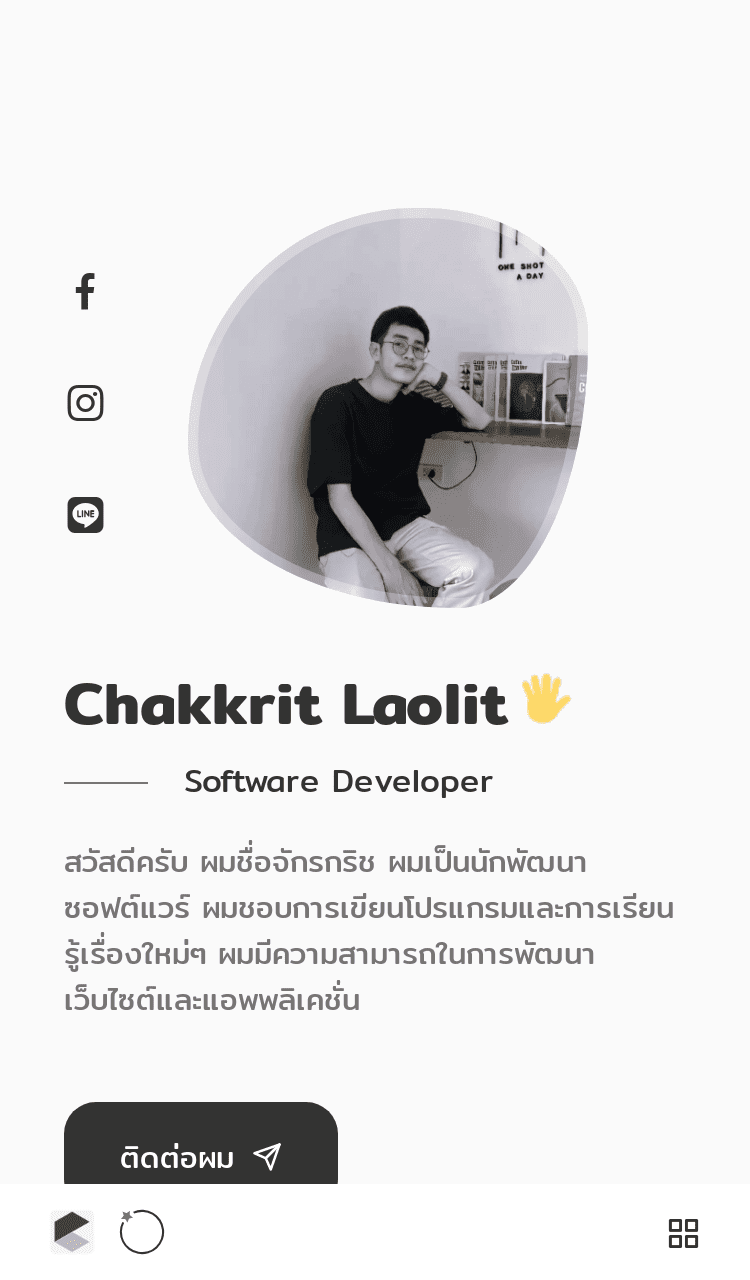 ONE SHOT
A DAY
LINE
Chakkrit Laolit
Software Developer
สวัสดีครับ ผมชื่อจักรกริช ผมเป็นนักพัฒนา
ซอฟต์แวร์ ผมชอบการเขียนโปรแกรมและการเรียน
รู้เรื่องใหม่ๆ ผมมีความสามารถในการพัฒนา
เว็บไซต์และแอพพลิเคชั่น
ติดต่อผม